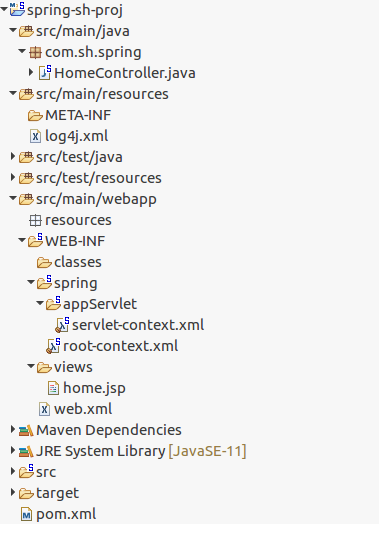 spring-sh-proj
src/main/java
com.sh.spring
HomeController.java
src/main/resources
META-INF
log4j.xml
src/test/java
src/test/resources
src/main/webapp
resources
WEB-INF
classes
spring
appServlet
servlet-context.xml
root-context.xml
views
home.jsp
web.xml
Maven Dependencies
JRE System Library [JavaSE-11]
src
target
pom.xml